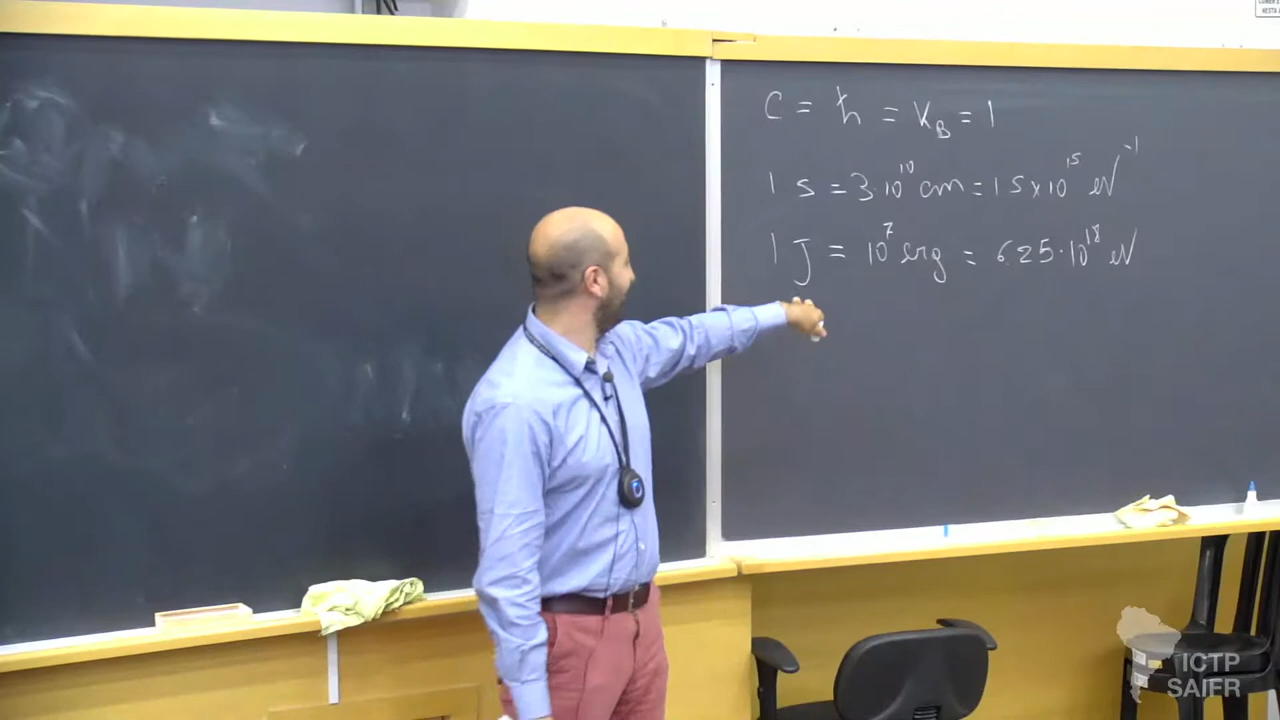 C = ħ = K_B = 1
1 s = 3·10^10 cm = 1.5×10^15 eV^-1
1 J = 10^7 erg = 6.25·10^18 eV
ICTP
SAIFR